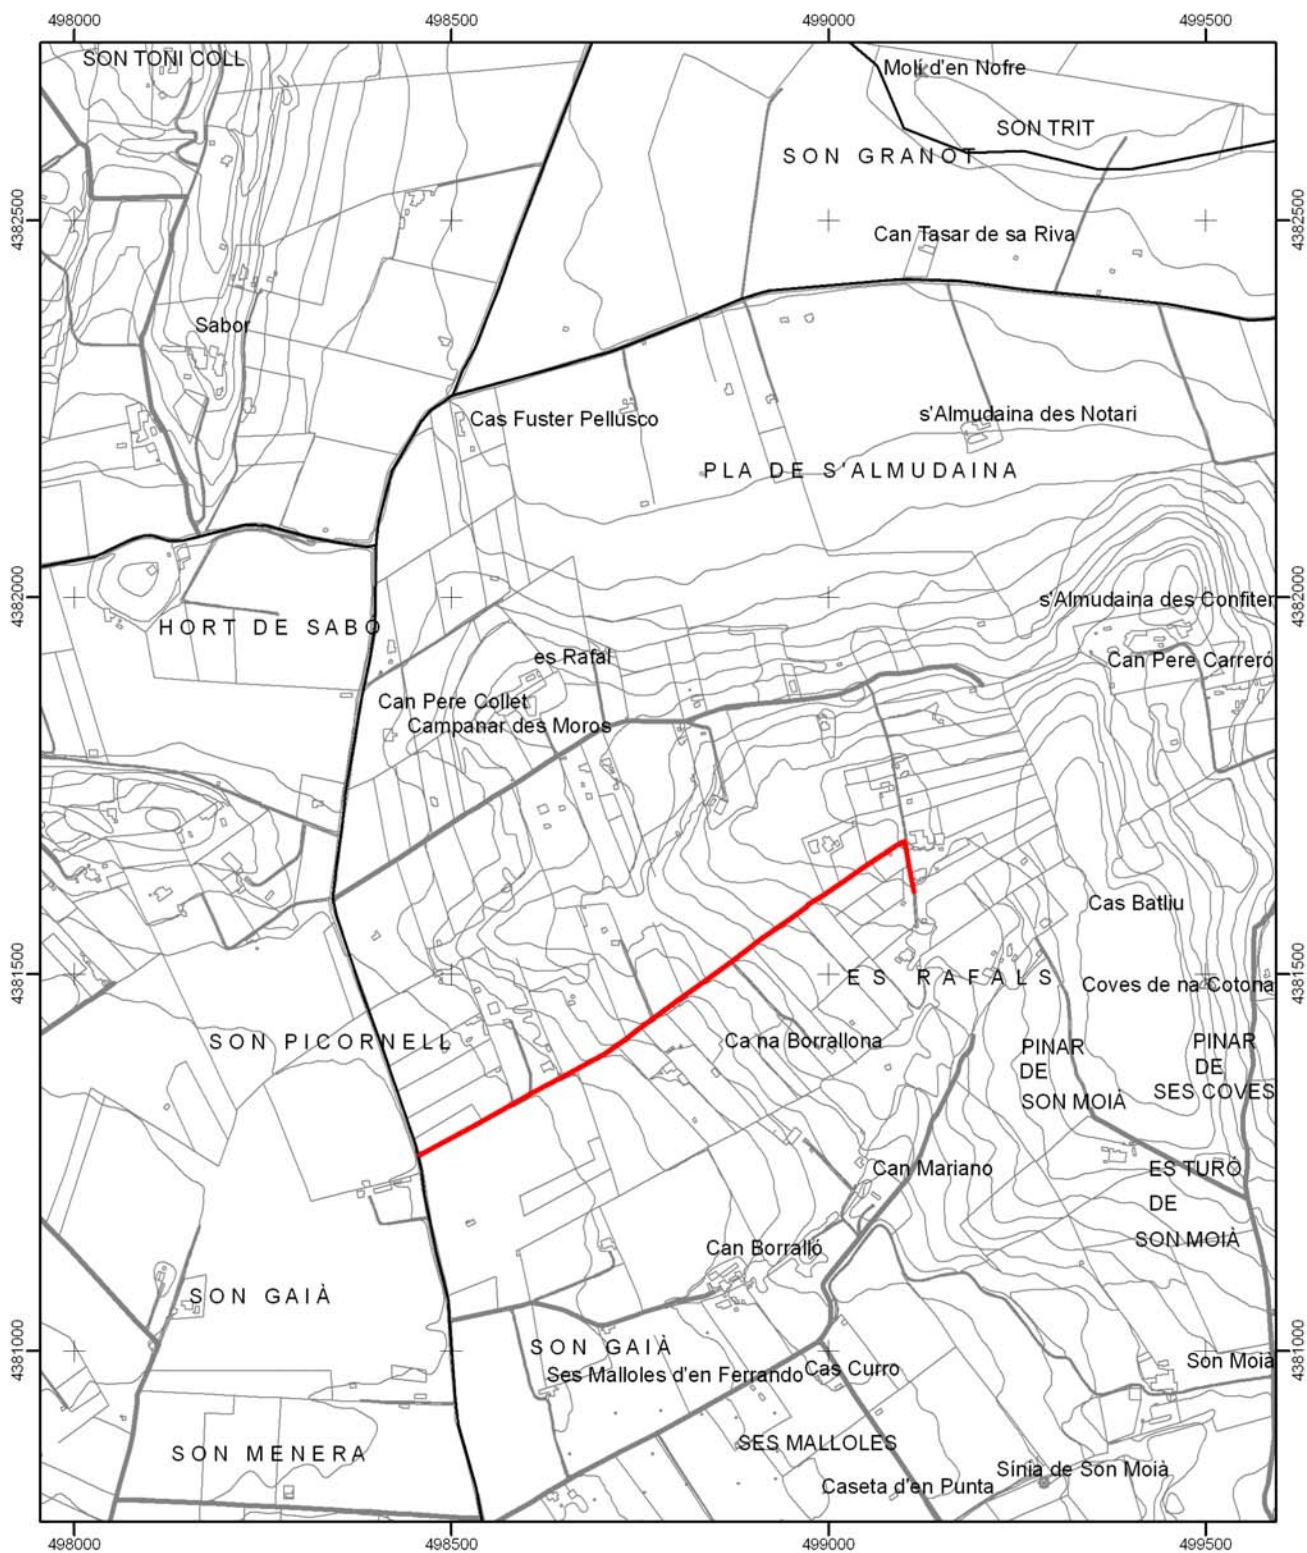 498000 498500 499000 499500
SON TONI COLL
Molí d'en Nofre
SON TRIT
SON GRANOT
4382500
4382500
Can Tasar de sa Riva
Sabor
Cas Fuster Pellusco
s'Almudaina des Notari
PLA DE S'ALMUDAINA
4382000
4382000
s'Almudaina des Confiter
HORT DE SABÓ
es Rafal
Can Pere Carreró
Can Pere Collet
Campanar des Moros
Cas Batliu
4381500
4381500
ES RAFALS
Coves de na Cotona
SON PICORNELL
Ca na Borrallona
PINAR
DE
SON MOIÀ
PINAR
DE
SES COVES
Can Mariano
ES TURÓ
DE
SON MOIÀ
Can Borralló
SON GAIÀ
4381000
4381000
SON GAIÀ
Son Moià
Ses Malloles d'en Ferrando
Cas Curro
SON MENERA
SES MALLOLES
Sínia de Son Moià
Caseta d'en Punta
498000 498500 499000 499500